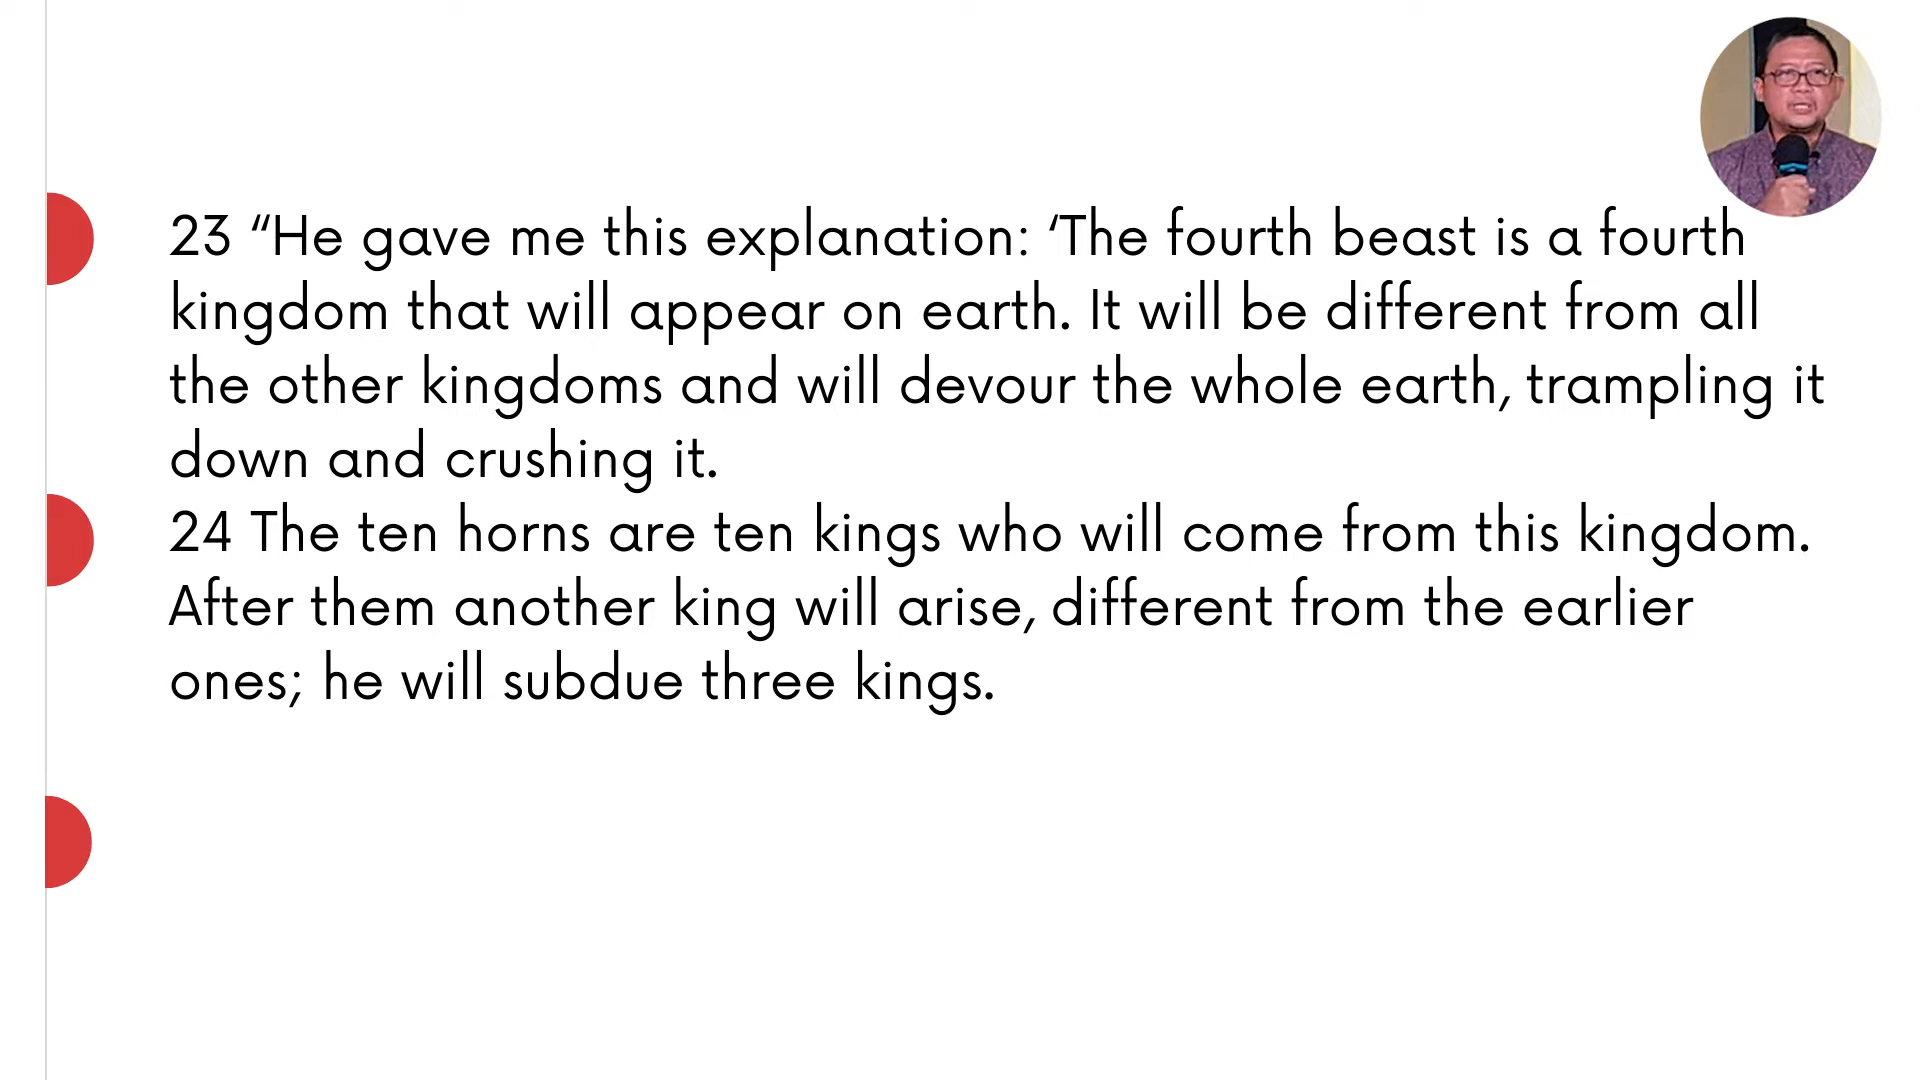 23 “He gave me this explanation: ‘The fourth beast is a fourth
kingdom that will appear on earth. It will be different from all
the other kingdoms and will devour the whole earth, trampling it
down and crushing it.
24 The ten horns are ten kings who will come from this kingdom.
After them another king will arise, different from the earlier
ones; he will subdue three kings.